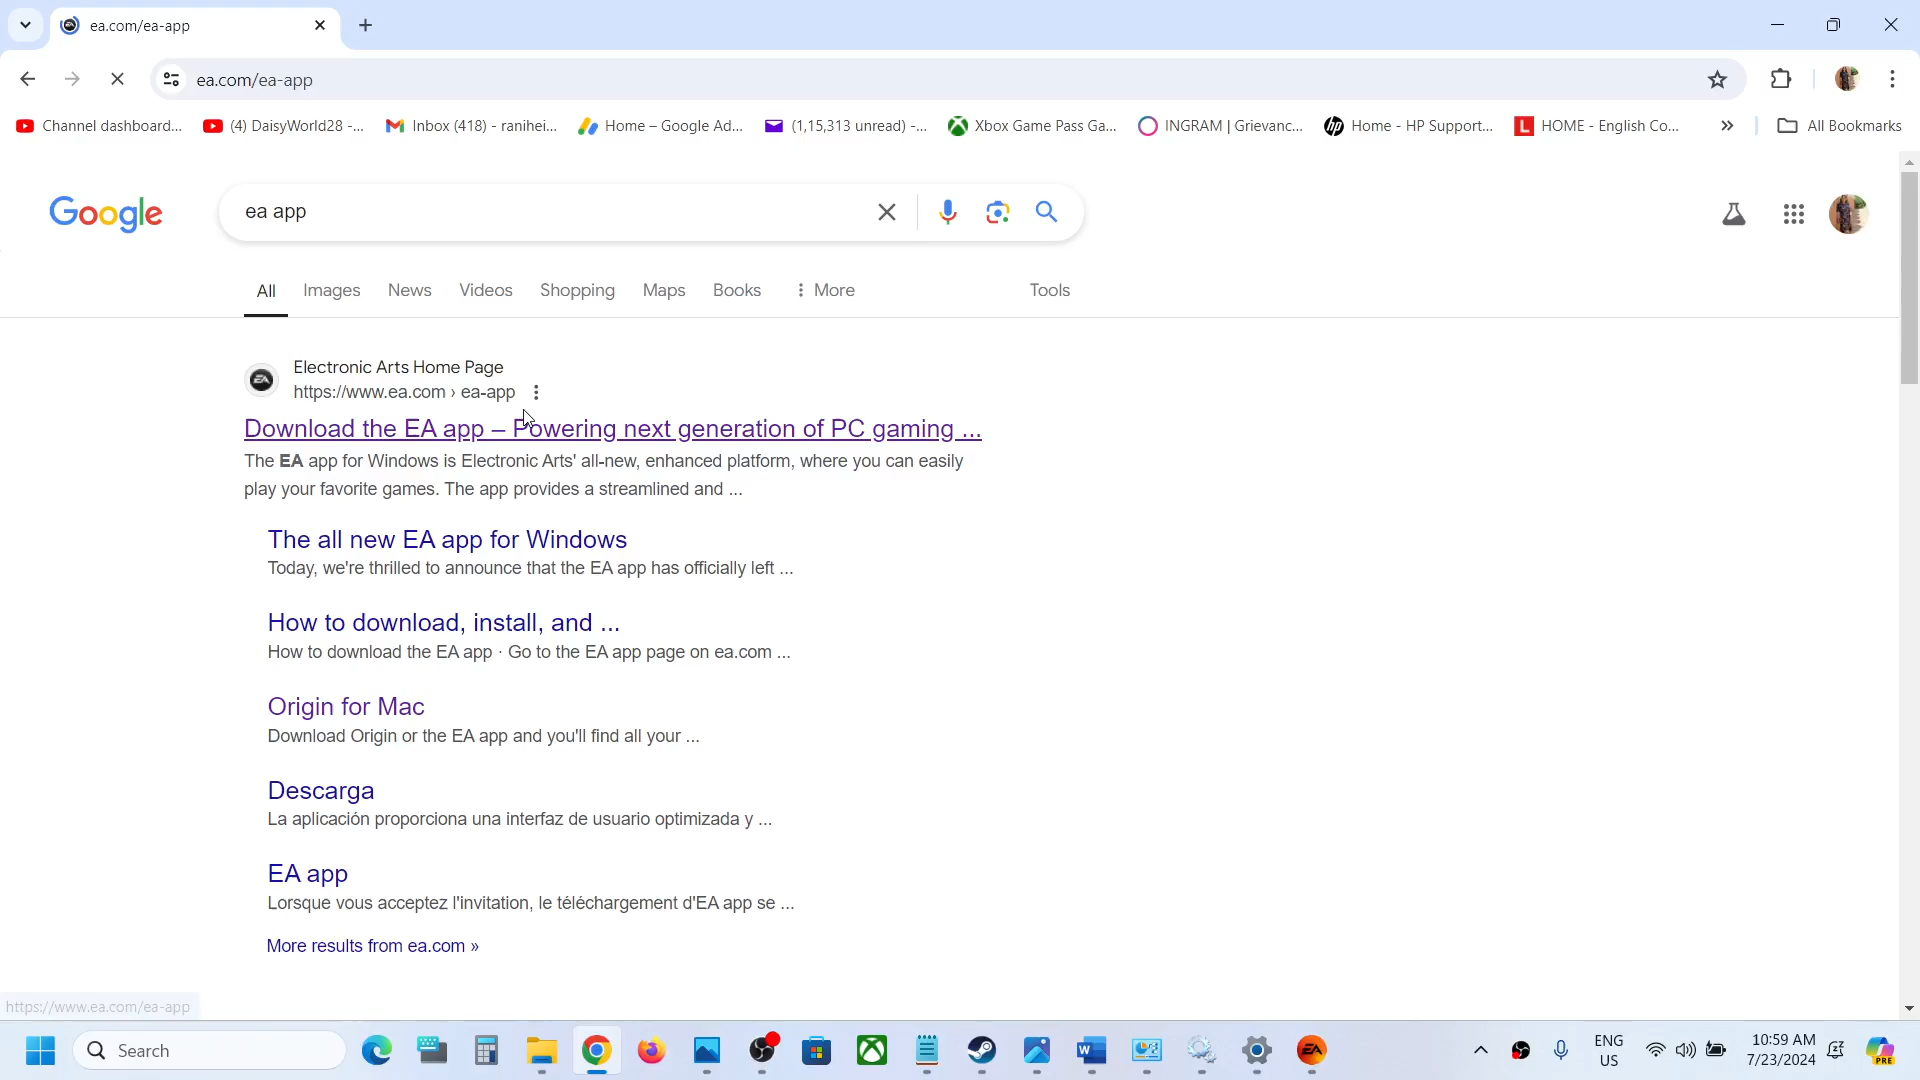 ea.com/ea-app
ea.com/ea-app
Channel dashboard...
(4) DaisyWorld28 -...
Inbox (418) - ranihei...
Home – Google Ad...
(1,15,313 unread) -...
Xbox Game Pass Ga...
INGRAM | Grievanc...
Home - HP Support...
HOME - English Co...
All Bookmarks
Google
ea app
All
Images
News
Videos
Shopping
Maps
Books
More
Tools
Electronic Arts Home Page
https://www.ea.com › ea-app
Download the EA app – Powering next generation of PC gaming ...
The EA app for Windows is Electronic Arts' all-new, enhanced platform, where you can easily
play your favorite games. The app provides a streamlined and ...
The all new EA app for Windows
Today, we're thrilled to announce that the EA app has officially left ...
How to download, install, and ...
How to download the EA app · Go to the EA app page on ea.com ...
Origin for Mac
Download Origin or the EA app and you'll find all your ...
Descarga
La aplicación proporciona una interfaz de usuario optimizada y ...
EA app
Lorsque vous acceptez l'invitation, le téléchargement d'EA app se ...
More results from ea.com »
https://www.ea.com/ea-app
Search
ENG
US
10:59 AM
7/23/2024